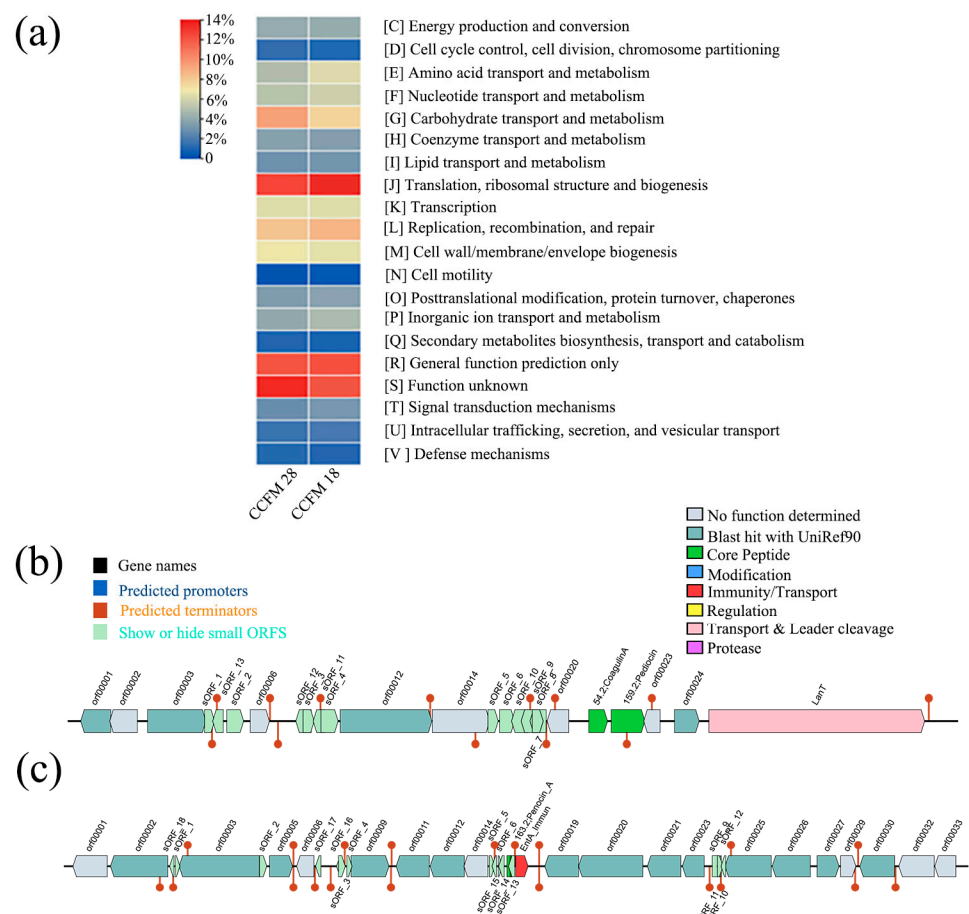 (a)
14%
12%
10%
8%
6%
4%
2%
0
[C] Energy production and conversion
[D] Cell cycle control, cell division, chromosome partitioning
[E] Amino acid transport and metabolism
[F] Nucleotide transport and metabolism
[G] Carbohydrate transport and metabolism
[H] Coenzyme transport and metabolism
[I] Lipid transport and metabolism
[J] Translation, ribosomal structure and biogenesis
[K] Transcription
[L] Replication, recombination, and repair
[M] Cell wall/membrane/envelope biogenesis
[N] Cell motility
[O] Posttranslational modification, protein turnover, chaperones
[P] Inorganic ion transport and metabolism
[Q] Secondary metabolites biosynthesis, transport and catabolism
[R] General function prediction only
[S] Function unknown
[T] Signal transduction mechanisms
[U] Intracellular trafficking, secretion, and vesicular transport
[V ] Defense mechanisms
CCFM 28
CCFM 18
(b)
Gene names
Predicted promoters
Predicted terminators
Show or hide small ORFS
No function determined
Blast hit with UniRef90
Core Peptide
Modification
Immunity/Transport
Regulation
Transport & Leader cleavage
Protease
orf00001
orf00002
orf00003
sORF_1
sORF_13
sORF_2
orf00006
sORF_12
sORF_3
sORF_11
sORF_4
orf00012
orf00014
sORF_5
sORF_6
sORF_10
sORF_9
sORF_8
sORF_7
orf00020
54.2;CoagulinA
159.2;Pediocin
orf00023
orf00024
LanT
(c)
orf00001
orf00002
sORF_18
sORF_1
orf00003
sORF_2
orf00005
orf00006
sORF_17
sORF_16
sORF_3
sORF_4
orf00009
orf00011
orf00012
orf00014
sORF_5
sORF_6
sORF_15
sORF_14
sORF_13
163.2;Penocin_A
EntA_Immun
orf00019
orf00020
orf00021
orf00023
sORF_9
sORF_12
orf00025
orf00026
orf00027
orf00029
orf00030
orf00032
orf00033